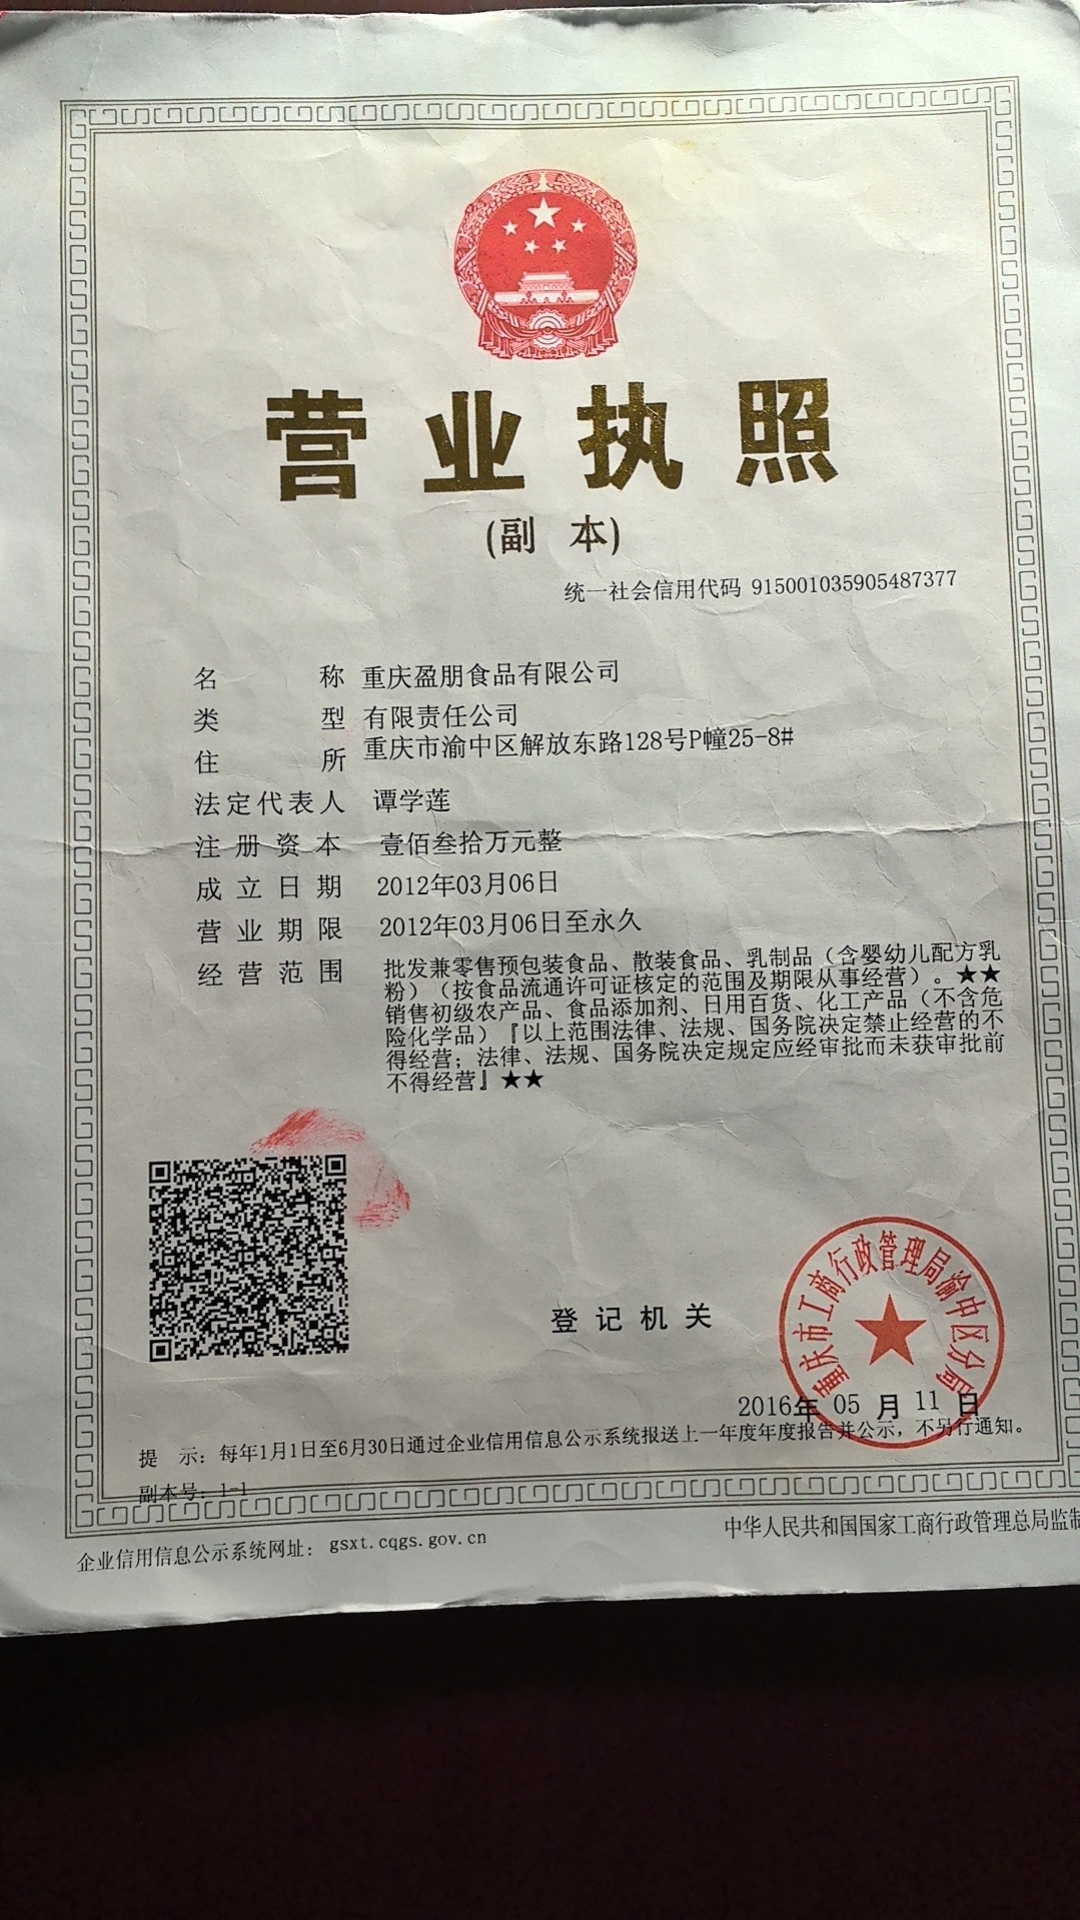 营业执照
(副 本)
统一社会信用代码 915001035905487377
名 称 重庆盈朋食品有限公司
类 型 有限责任公司
住 所 重庆市渝中区解放东路128号P幢25-8#
法定代表人 谭学莲
注册资本 壹佰叁拾万元整
成立日期 2012年03月06日
营业期限 2012年03月06日至永久
经营范围 批发兼零售预包装食品、散装食品、乳制品（含婴幼儿配方乳
粉）（按食品流通许可证核定的范围及期限从事经营）。★★
销售初级农产品、食品添加剂、日用百货、化工产品（不含危
险化学品）『以上范围法律、法规、国务院决定禁止经营的不
得经营；法律、法规、国务院决定规定应经审批而未获审批前
不得经营』★★
重庆市工商行政管理局渝中区分局
登记机关
2016年 05 月 11 日
提 示：每年1月1日至6月30日通过企业信用信息公示系统报送上一年度年度报告并公示，不另行通知。
副本号：1-1
企业信用信息公示系统网址： gsxt.cqgs.gov.cn
中华人民共和国国家工商行政管理总局监制